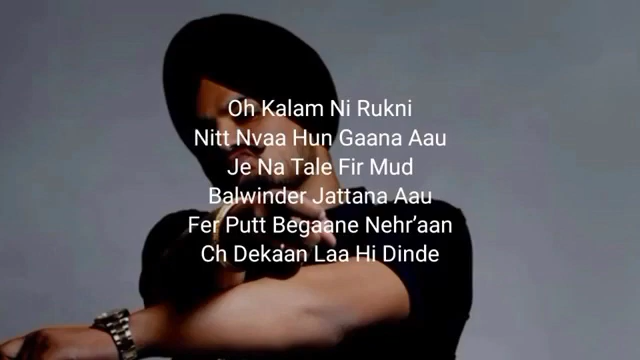 Oh Kalam Ni Rukni
Nitt Nvaa Hun Gaana Aau
Je Na Tale Fir Mud
Balwinder Jattana Aau
Fer Putt Begaane Nehr’aan
Ch Dekaan Laa Hi Dinde